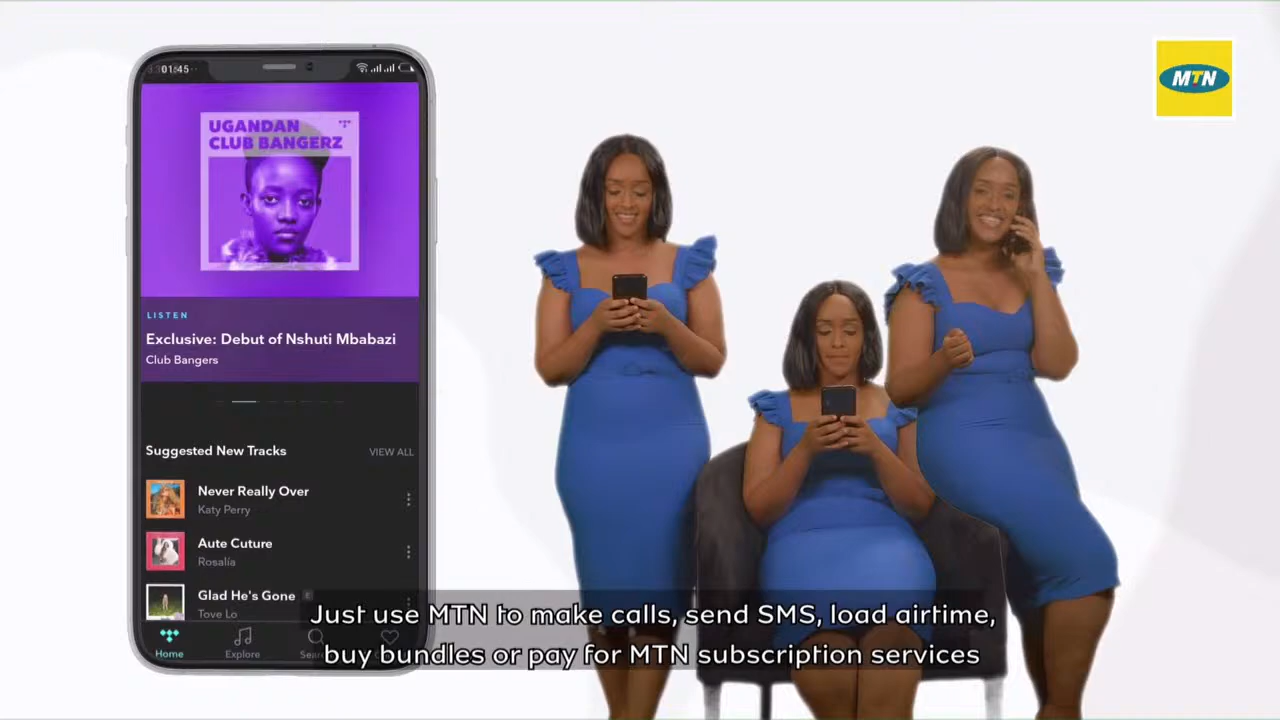 01:45
UGANDAN
CLUB BANGERZ
LISTEN
Exclusive: Debut of Nshuti Mbabazi
Club Bangers
Suggested New Tracks
VIEW ALL
Never Really Over
Katy Perry
Aute Cuture
Rosalía
Glad He's Gone E
Tove Lo
Home
Explore
MTN
Just use MTN to make calls, send SMS, load airtime,
buy bundles or pay for MTN subscription services